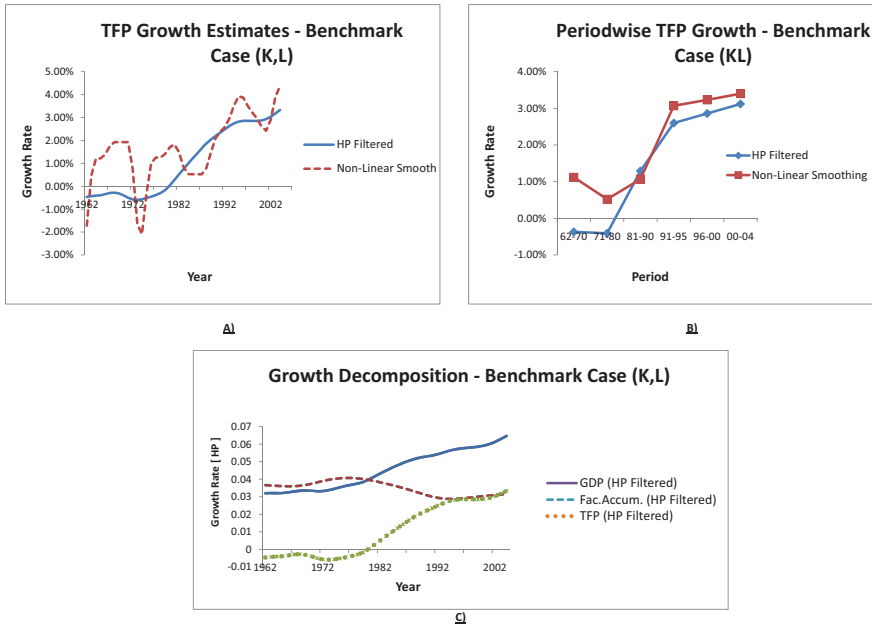 TFP Growth Estimates - Benchmark
Case (K,L)
5.00%
4.00%
3.00%
2.00%
1.00%
0.00%
-1.00%
-2.00%
-3.00%
1962
1972
1982
1992
2002
Growth Rate
Year
HP Filtered
Non-Linear Smooth
A)
Periodwise TFP Growth - Benchmark
Case (KL)
4.00%
3.00%
2.00%
1.00%
0.00%
-1.00%
62-70
71-80
81-90
91-95
96-00
00-04
Growth Rate
Period
HP Filtered
Non-Linear Smoothing
B)
Growth Decomposition - Benchmark Case (K,L)
0.07
0.06
0.05
0.04
0.03
0.02
0.01
0
-0.01
1962
1972
1982
1992
2002
Growth Rate [ HP ]
Year
GDP (HP Filtered)
Fac.Accum. (HP Filtered)
TFP (HP Filtered)
C)